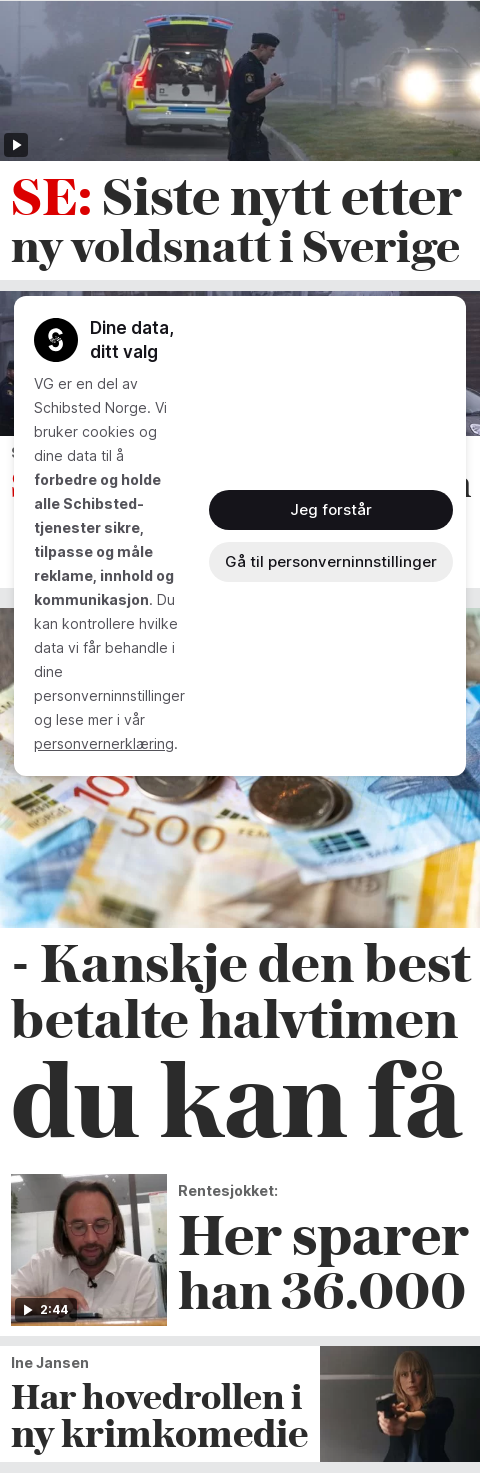 SE: Siste nytt etter
ny voldsnatt i Sverige
Dine data,
ditt valg
VG er en del av
Schibsted Norge. Vi
bruker cookies og
dine data til å
forbedre og holde
alle Schibsted-
tjenester sikre,
tilpasse og måle
reklame, innhold og
kommunikasjon. Du
kan kontrollere hvilke
data vi får behandle i
dine
personverninnstillinger
og lese mer i vår
personvernerklæring.
Jeg forstår
Gå til personverninnstillinger
100
500
- Kanskje den best
betalte halvtimen
du kan få
Rentesjokket:
Her sparer
han 36.000
2:44
Ine Jansen
Har hovedrollen i
ny krimkomedie